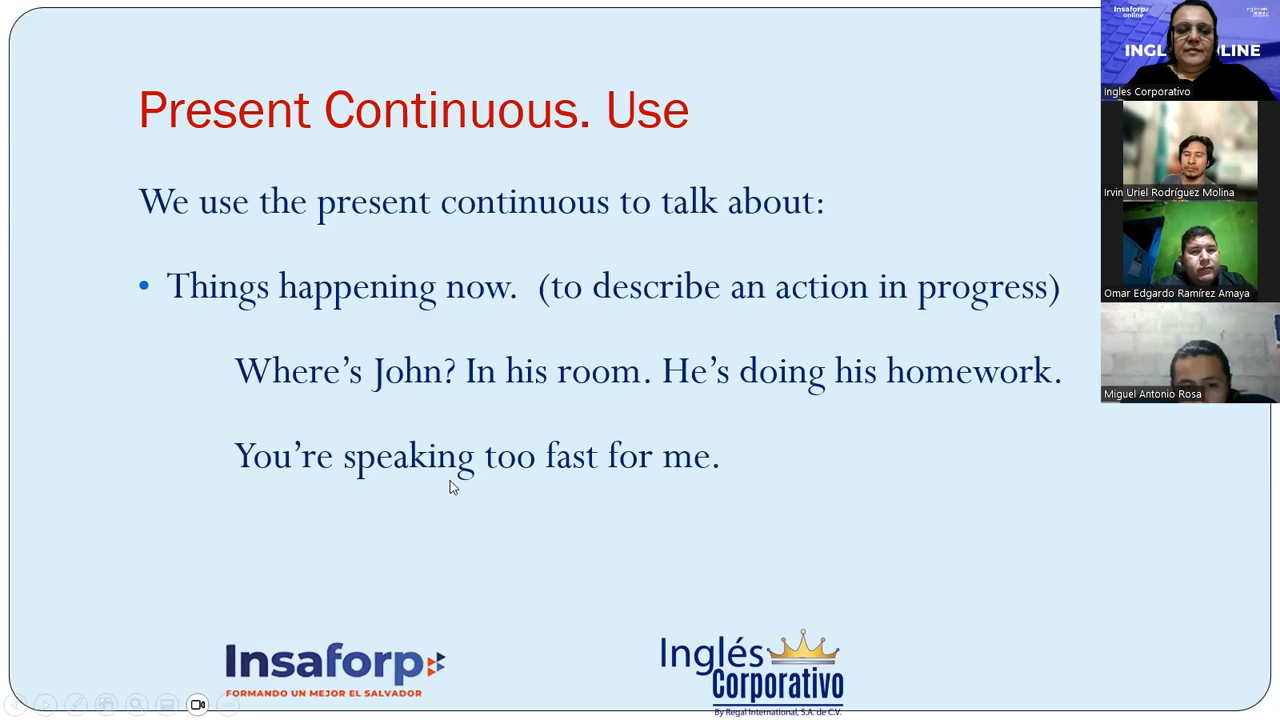 Present Continuous. Use
We use the present continuous to talk about:
• Things happening now. (to describe an action in progress)
Where's John? In his room. He's doing his homework.
You're speaking too fast for me.
Insaforp
FORMANDO UN MEJOR EL SALVADOR
Inglés
Corporativo
By Regal International, S.A. de C.V.
Insaforp
online
Ingles Corporativo
Irvin Uriel Rodríguez Molina
Omar Edgardo Ramírez Amaya
Miguel Antonio Rosa